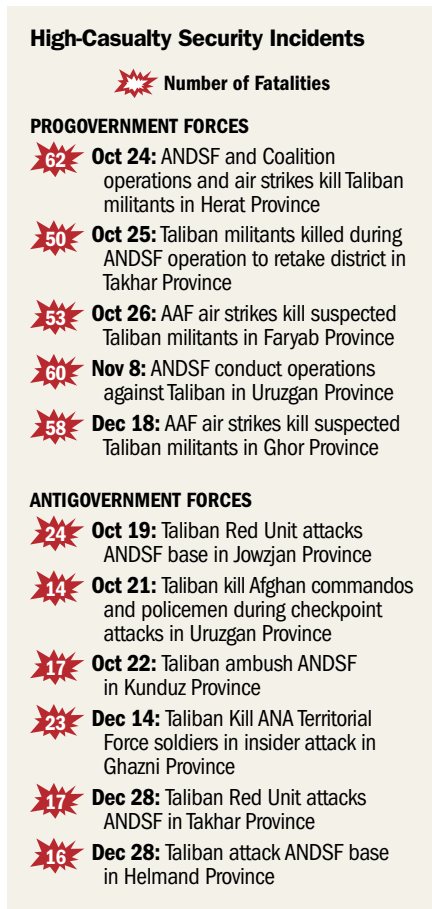 High-Casualty Security Incidents
Number of Fatalities
PROGOVERNMENT FORCES
62 Oct 24: ANDSF and Coalition
operations and air strikes kill Taliban
militants in Herat Province
50 Oct 25: Taliban militants killed during
ANDSF operation to retake district in
Takhar Province
53 Oct 26: AAF air strikes kill suspected
Taliban militants in Faryab Province
60 Nov 8: ANDSF conduct operations
against Taliban in Uruzgan Province
58 Dec 18: AAF air strikes kill suspected
Taliban militants in Ghor Province
ANTIGOVERNMENT FORCES
24 Oct 19: Taliban Red Unit attacks
ANDSF base in Jowzjan Province
14 Oct 21: Taliban kill Afghan commandos
and policemen during checkpoint
attacks in Uruzgan Province
17 Oct 22: Taliban ambush ANDSF
in Kunduz Province
23 Dec 14: Taliban Kill ANA Territorial
Force soldiers in insider attack in
Ghazni Province
17 Dec 28: Taliban Red Unit attacks
ANDSF in Takhar Province
16 Dec 28: Taliban attack ANDSF base
in Helmand Province